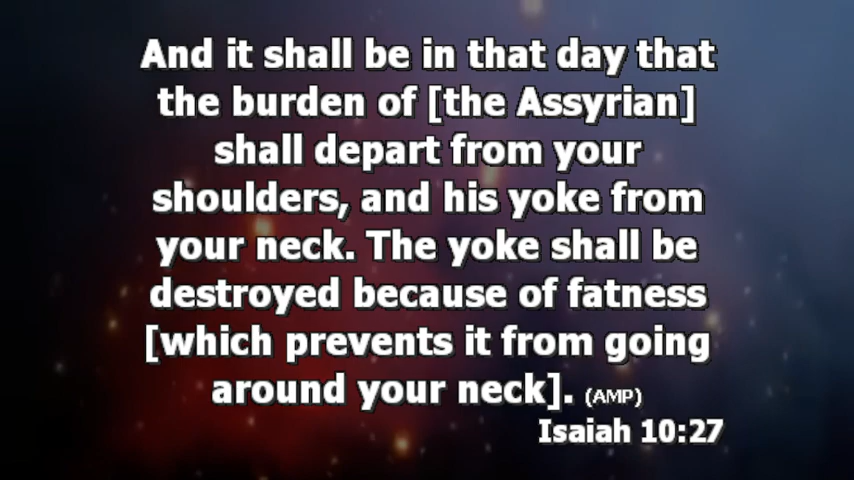 And it shall be in that day that
the burden of [the Assyrian]
shall depart from your
shoulders, and his yoke from
your neck. The yoke shall be
destroyed because of fatness
[which prevents it from going
around your neck]. (AMP)
Isaiah 10:27